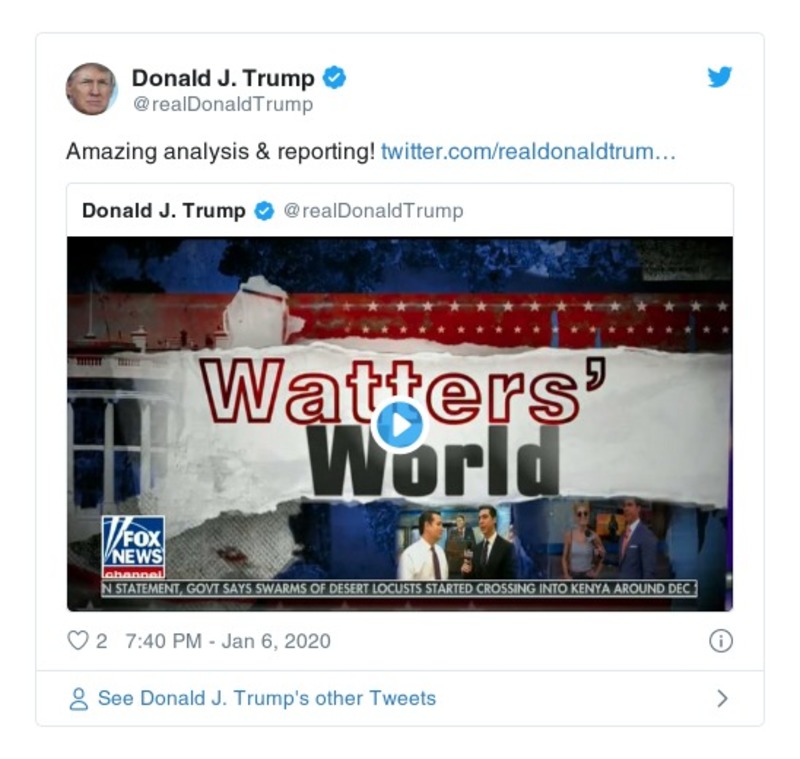 Donald J. Trump
@realDonaldTrump
Amazing analysis & reporting! twitter.com/realdonaldtrum…
Donald J. Trump @realDonaldTrump
Watters’
World
FOX
NEWS
channel
N STATEMENT, GOVT SAYS SWARMS OF DESERT LOCUSTS STARTED CROSSING INTO KENYA AROUND DEC
2 7:40 PM - Jan 6, 2020
See Donald J. Trump's other Tweets